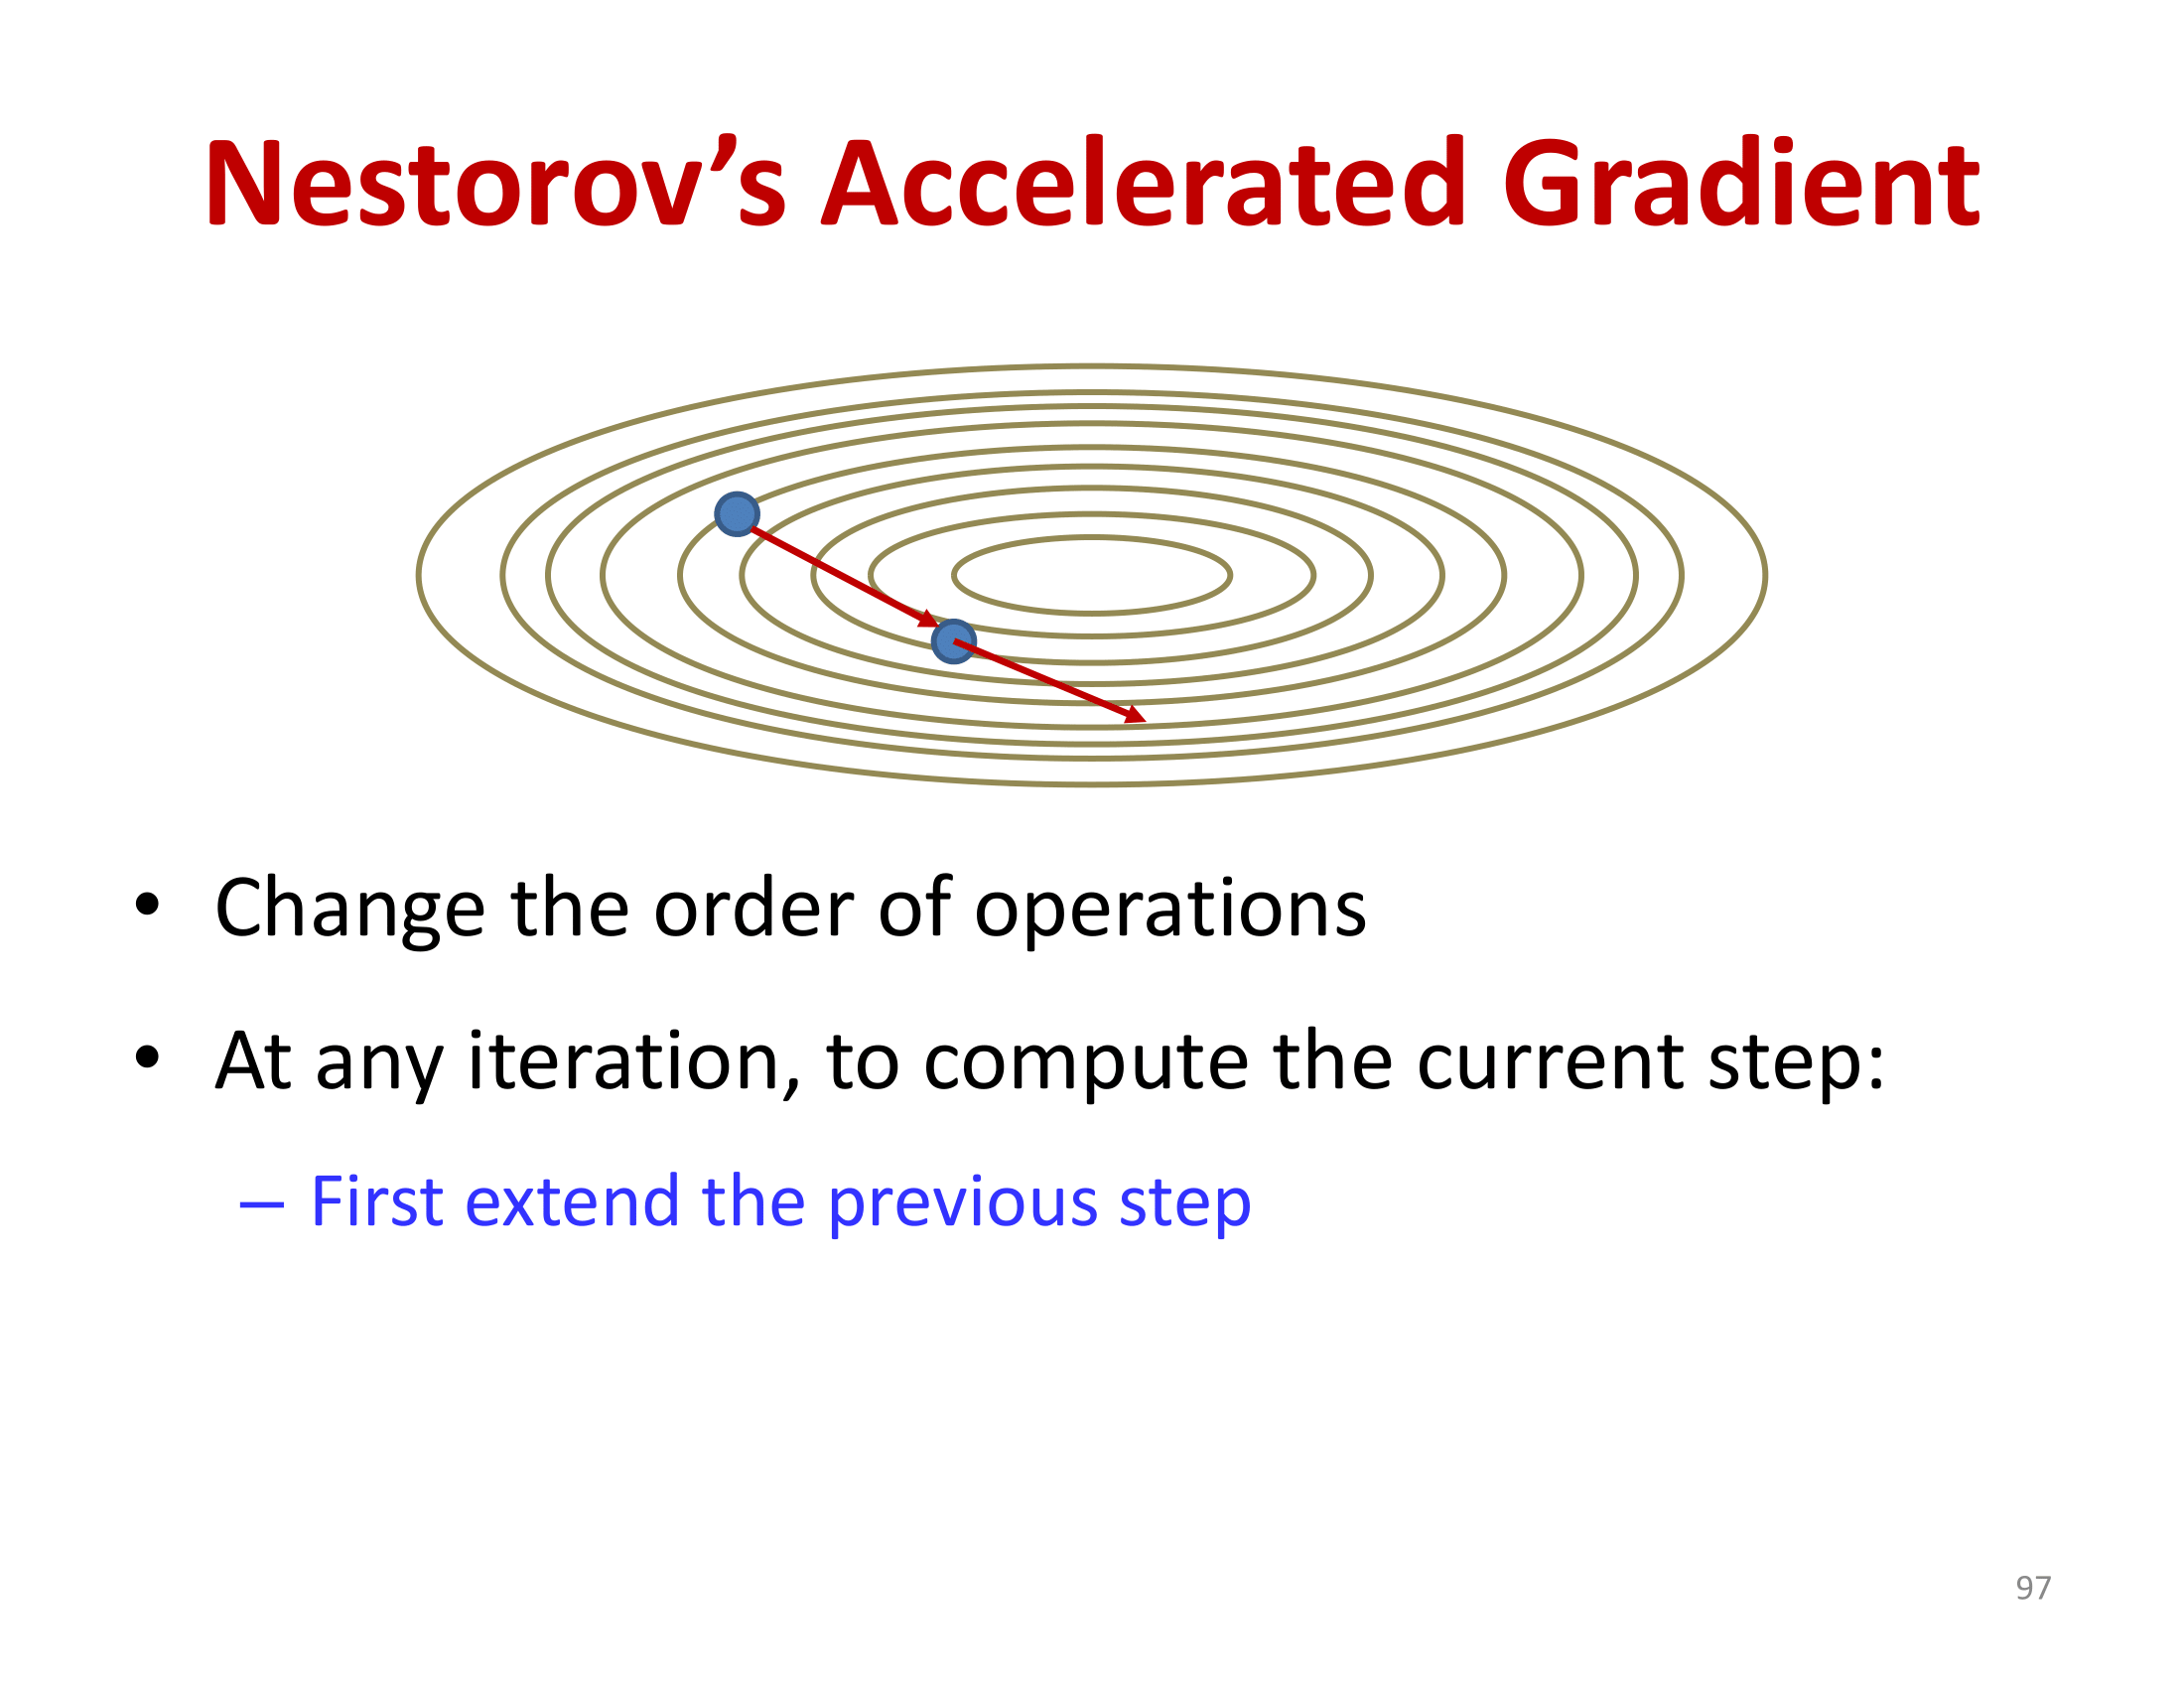 Nestorov’s Accelerated Gradient
• Change the order of operations
• At any iteration, to compute the current step:
– First extend the previous step
97